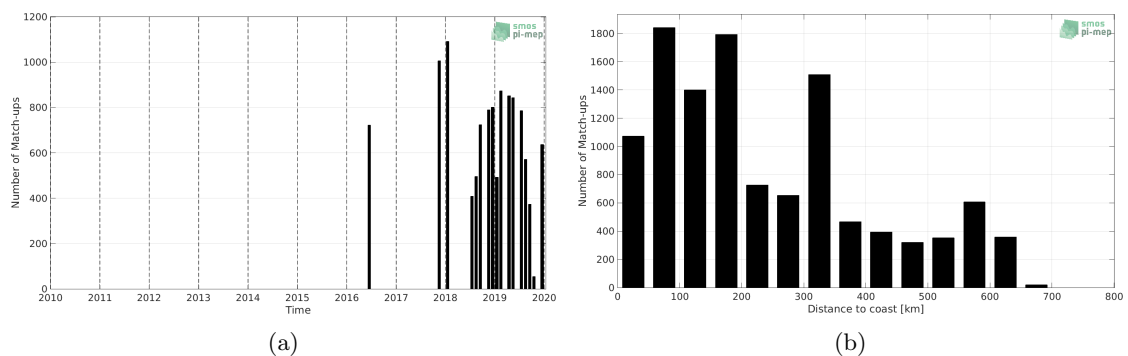 1200
1000
800
600
400
200
0
Number of Match-ups
2010 2011 2012 2013 2014 2015 2016 2017 2018 2019 2020
Time
smos
pi-mep
(a)
1800
1600
1400
1200
1000
800
600
400
200
0
Number of Match-ups
0 100 200 300 400 500 600 700 800
Distance to coast [km]
smos
pi-mep
(b)